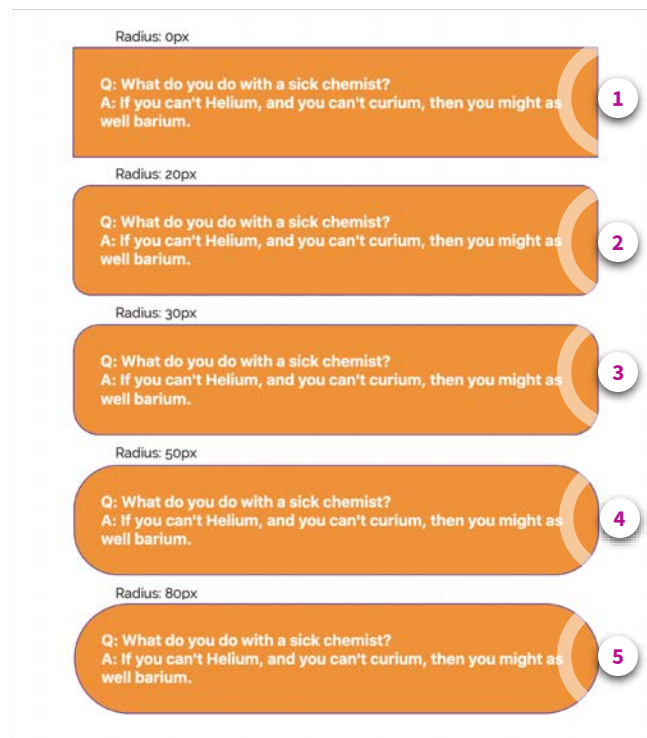 Radius: 0px
Q: What do you do with a sick chemist?
A: If you can't Helium, and you can't curium, then you might as
well barium.
1
Radius: 20px
Q: What do you do with a sick chemist?
A: If you can't Helium, and you can't curium, then you might as
well barium.
2
Radius: 30px
Q: What do you do with a sick chemist?
A: If you can't Helium, and you can't curium, then you might as
well barium.
3
Radius: 50px
Q: What do you do with a sick chemist?
A: If you can't Helium, and you can't curium, then you might as
well barium.
4
Radius: 80px
Q: What do you do with a sick chemist?
A: If you can't Helium, and you can't curium, then you might as
well barium.
5